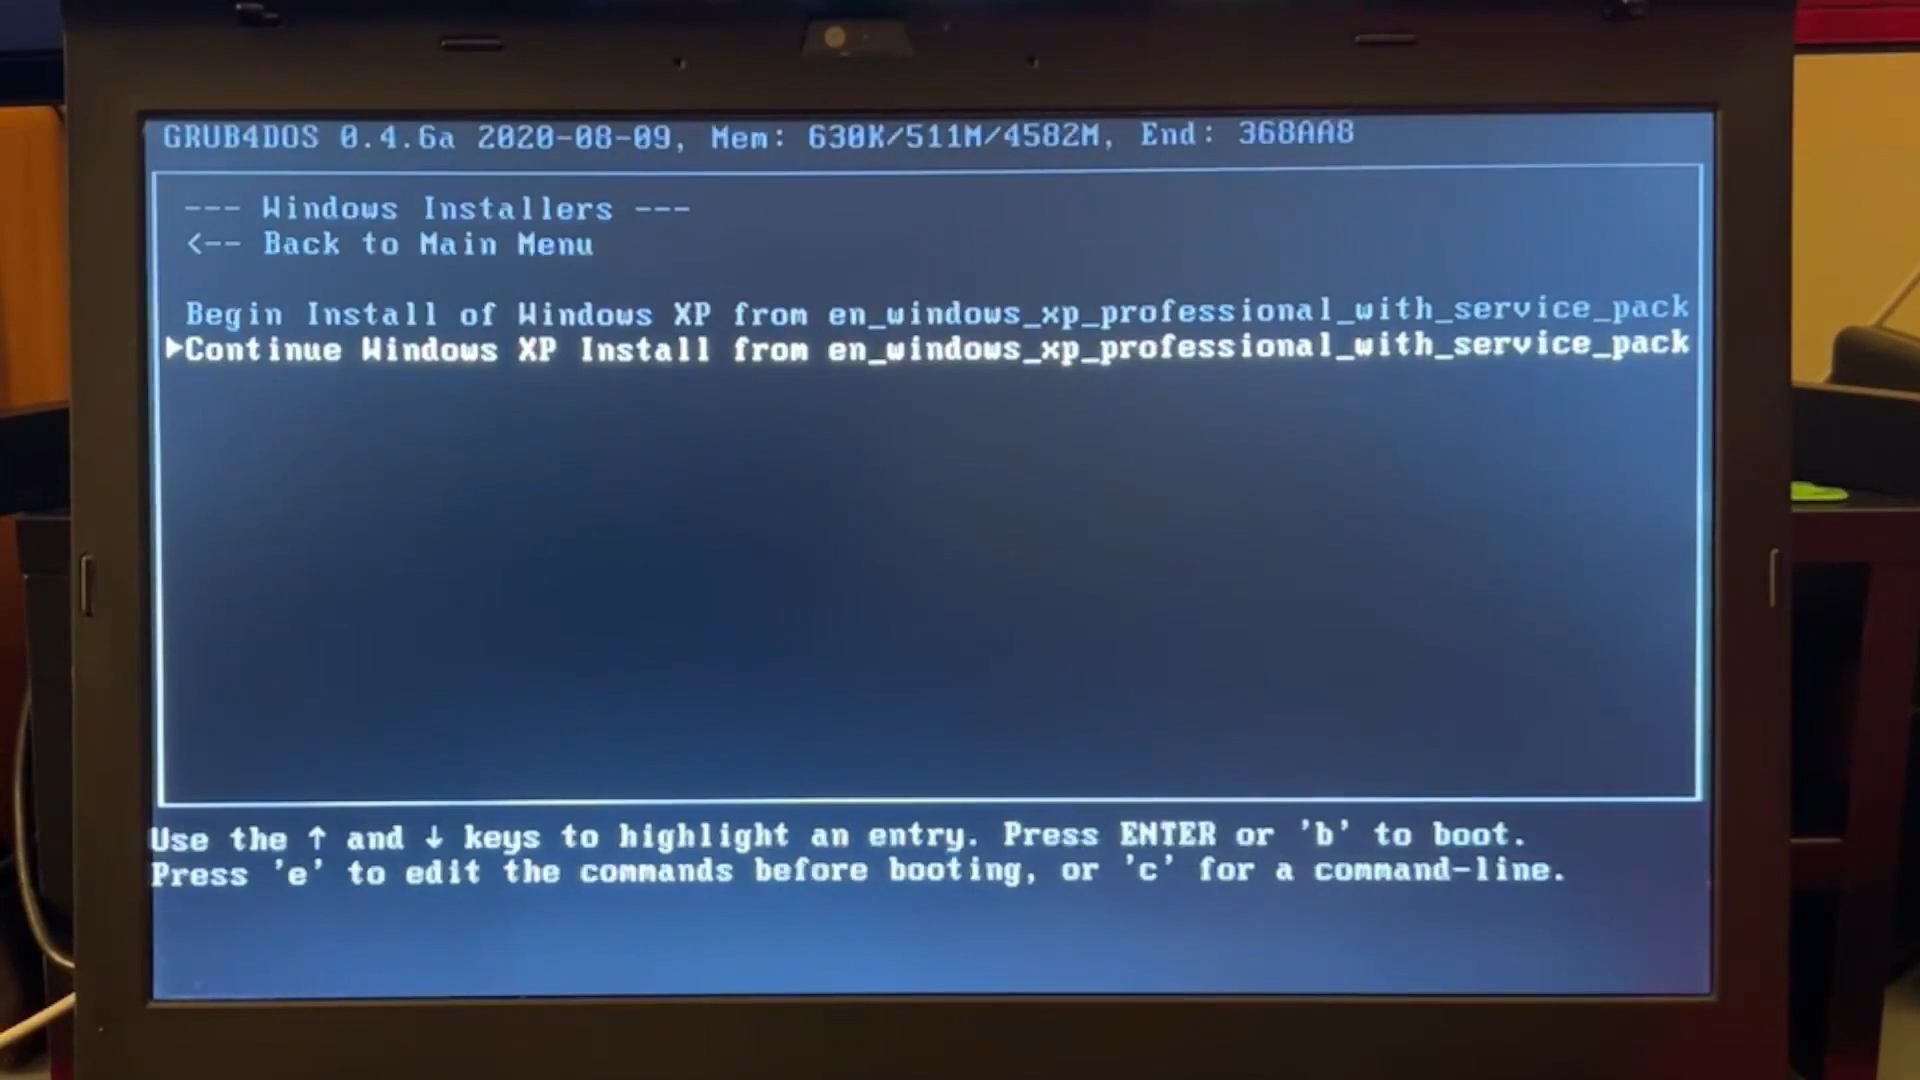 GRUB4DOS 0.4.6a 2020-08-09, Mem: 630K/511M/4582M, End: 368AA8
--- Windows Installers ---
<-- Back to Main Menu
Begin Install of Windows XP from en_windows_xp_professional_with_service_pack
►Continue Windows XP Install from en_windows_xp_professional_with_service_pack
Use the ↑ and ↓ keys to highlight an entry. Press ENTER or 'b' to boot.
Press 'e' to edit the commands before booting, or 'c' for a command-line.